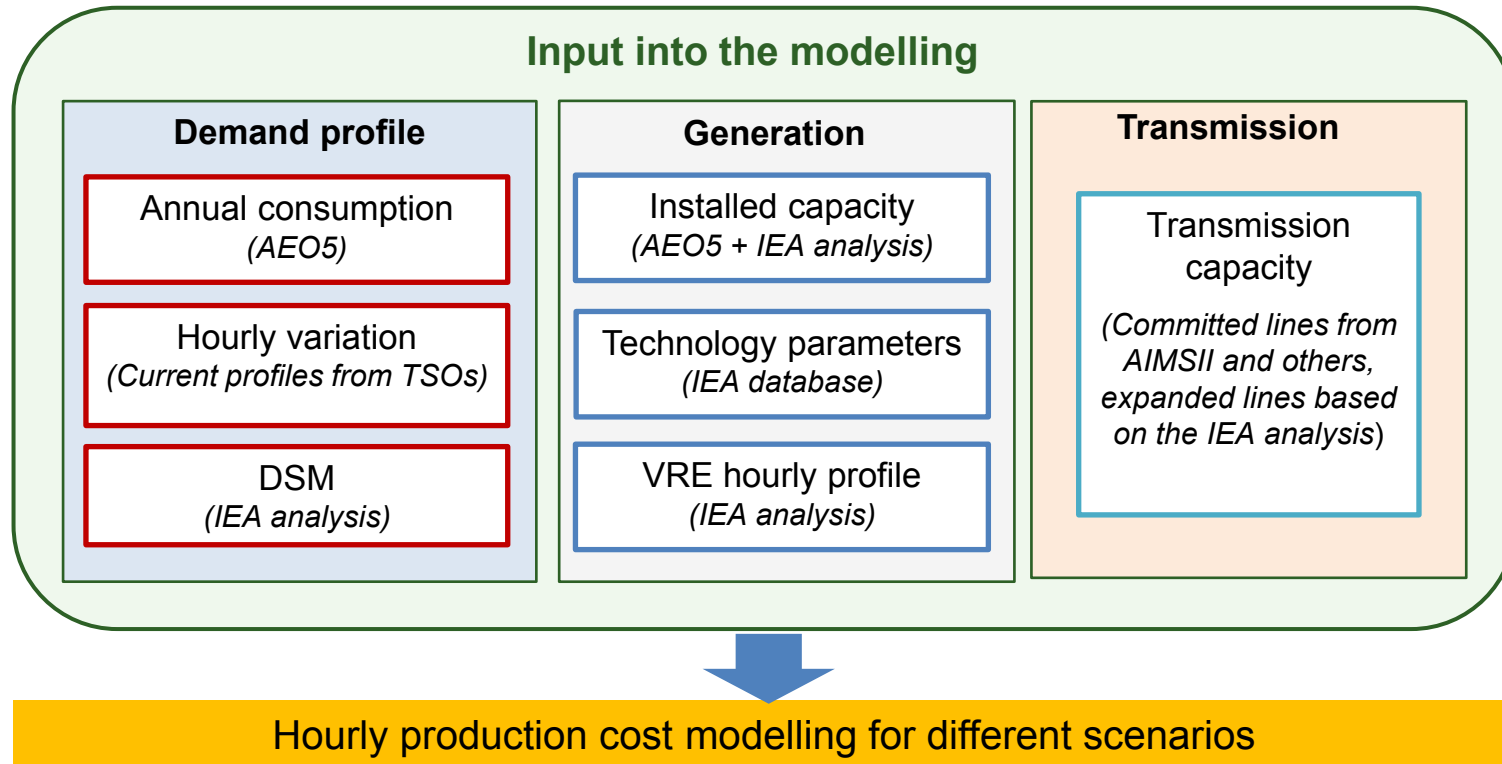 Input into the modelling
Demand profile
Annual consumption
(AEO5)
Hourly variation
(Current profiles from TSOs)
DSM
(IEA analysis)
Generation
Installed capacity
(AEO5 + IEA analysis)
Technology parameters
(IEA database)
VRE hourly profile
(IEA analysis)
Transmission
Transmission
capacity
(Committed lines from
AIMSII and others,
expanded lines based
on the IEA analysis)
Hourly production cost modelling for different scenarios